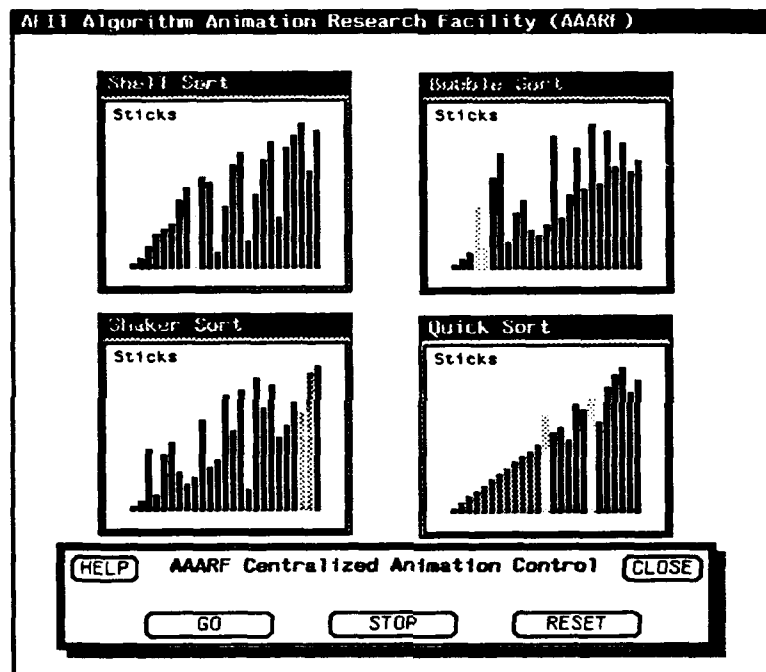 AFIT Algorithm Animation Research Facility (AAARF)
Shell Sort
Bubble Sort
Sticks
Sticks
Shaker Sort
Quick Sort
Sticks
Sticks
HELP AAARF Centralized Animation Control CLOSE
GO STOP RESET